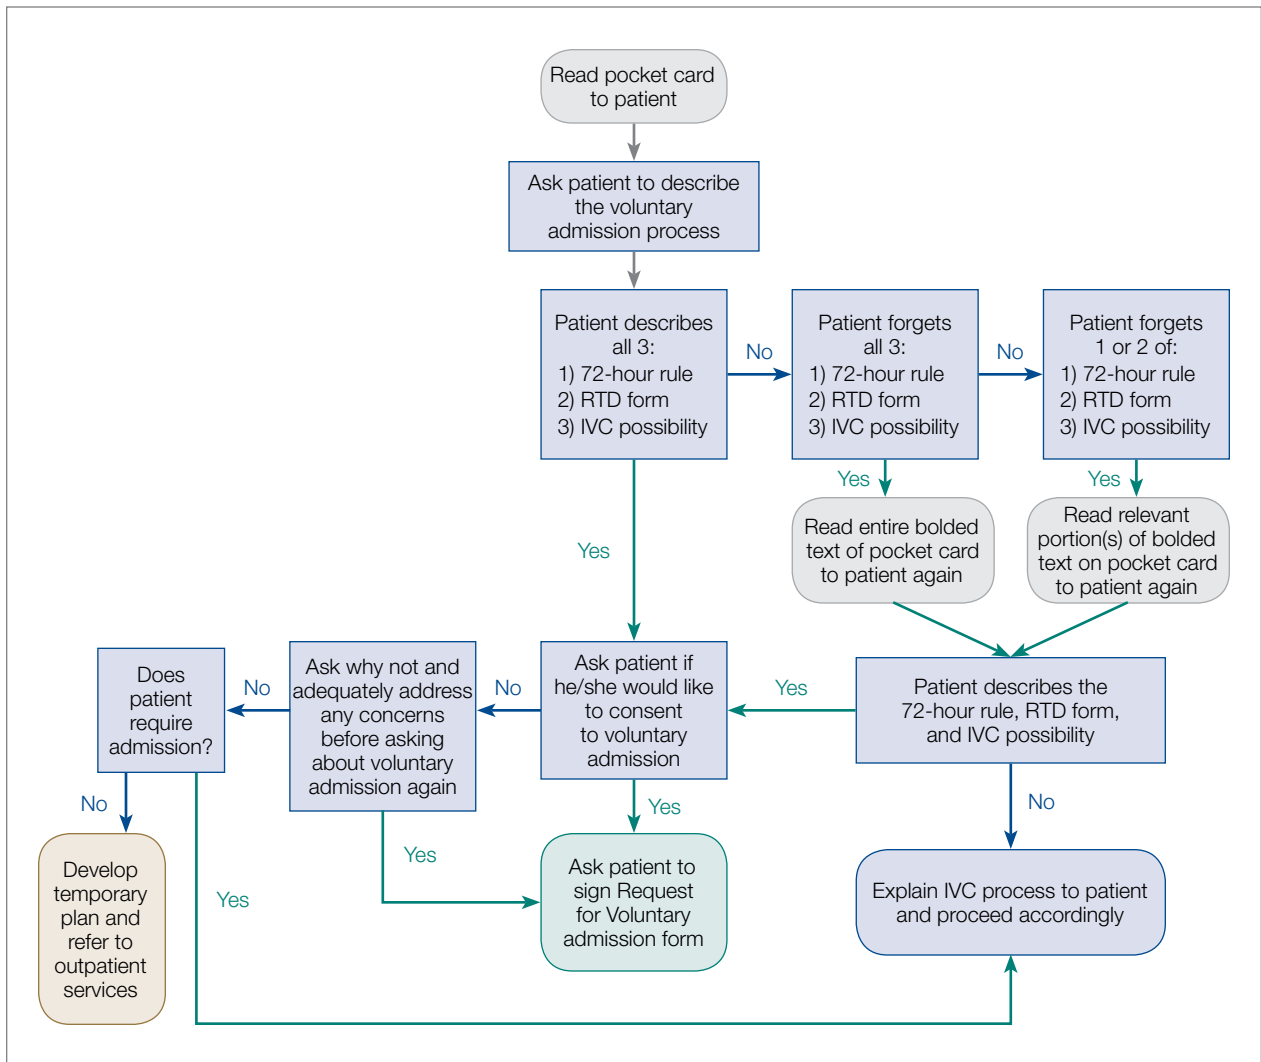 Read pocket card
to patient
Ask patient to describe
the voluntary
admission process
Patient describes
all 3:
1) 72-hour rule
2) RTD form
3) IVC possibility
No
Patient forgets
all 3:
1) 72-hour rule
2) RTD form
3) IVC possibility
No
Patient forgets
1 or 2 of:
1) 72-hour rule
2) RTD form
3) IVC possibility
Yes
Yes
Yes
Read entire bolded
text of pocket card
to patient again
Read relevant
portion(s) of bolded
text on pocket card
to patient again
Does
patient
require
admission?
No
Ask why not and
adequately address
any concerns
before asking
about voluntary
admission again
No
Ask patient if
he/she would like
to consent
to voluntary
admission
Yes
Patient describes the
72-hour rule, RTD form,
and IVC possibility
No
Yes
Yes
Yes
No
Develop
temporary
plan and
refer to
outpatient
services
Ask patient to
sign Request
for Voluntary
admission form
Explain IVC process to patient
and proceed accordingly